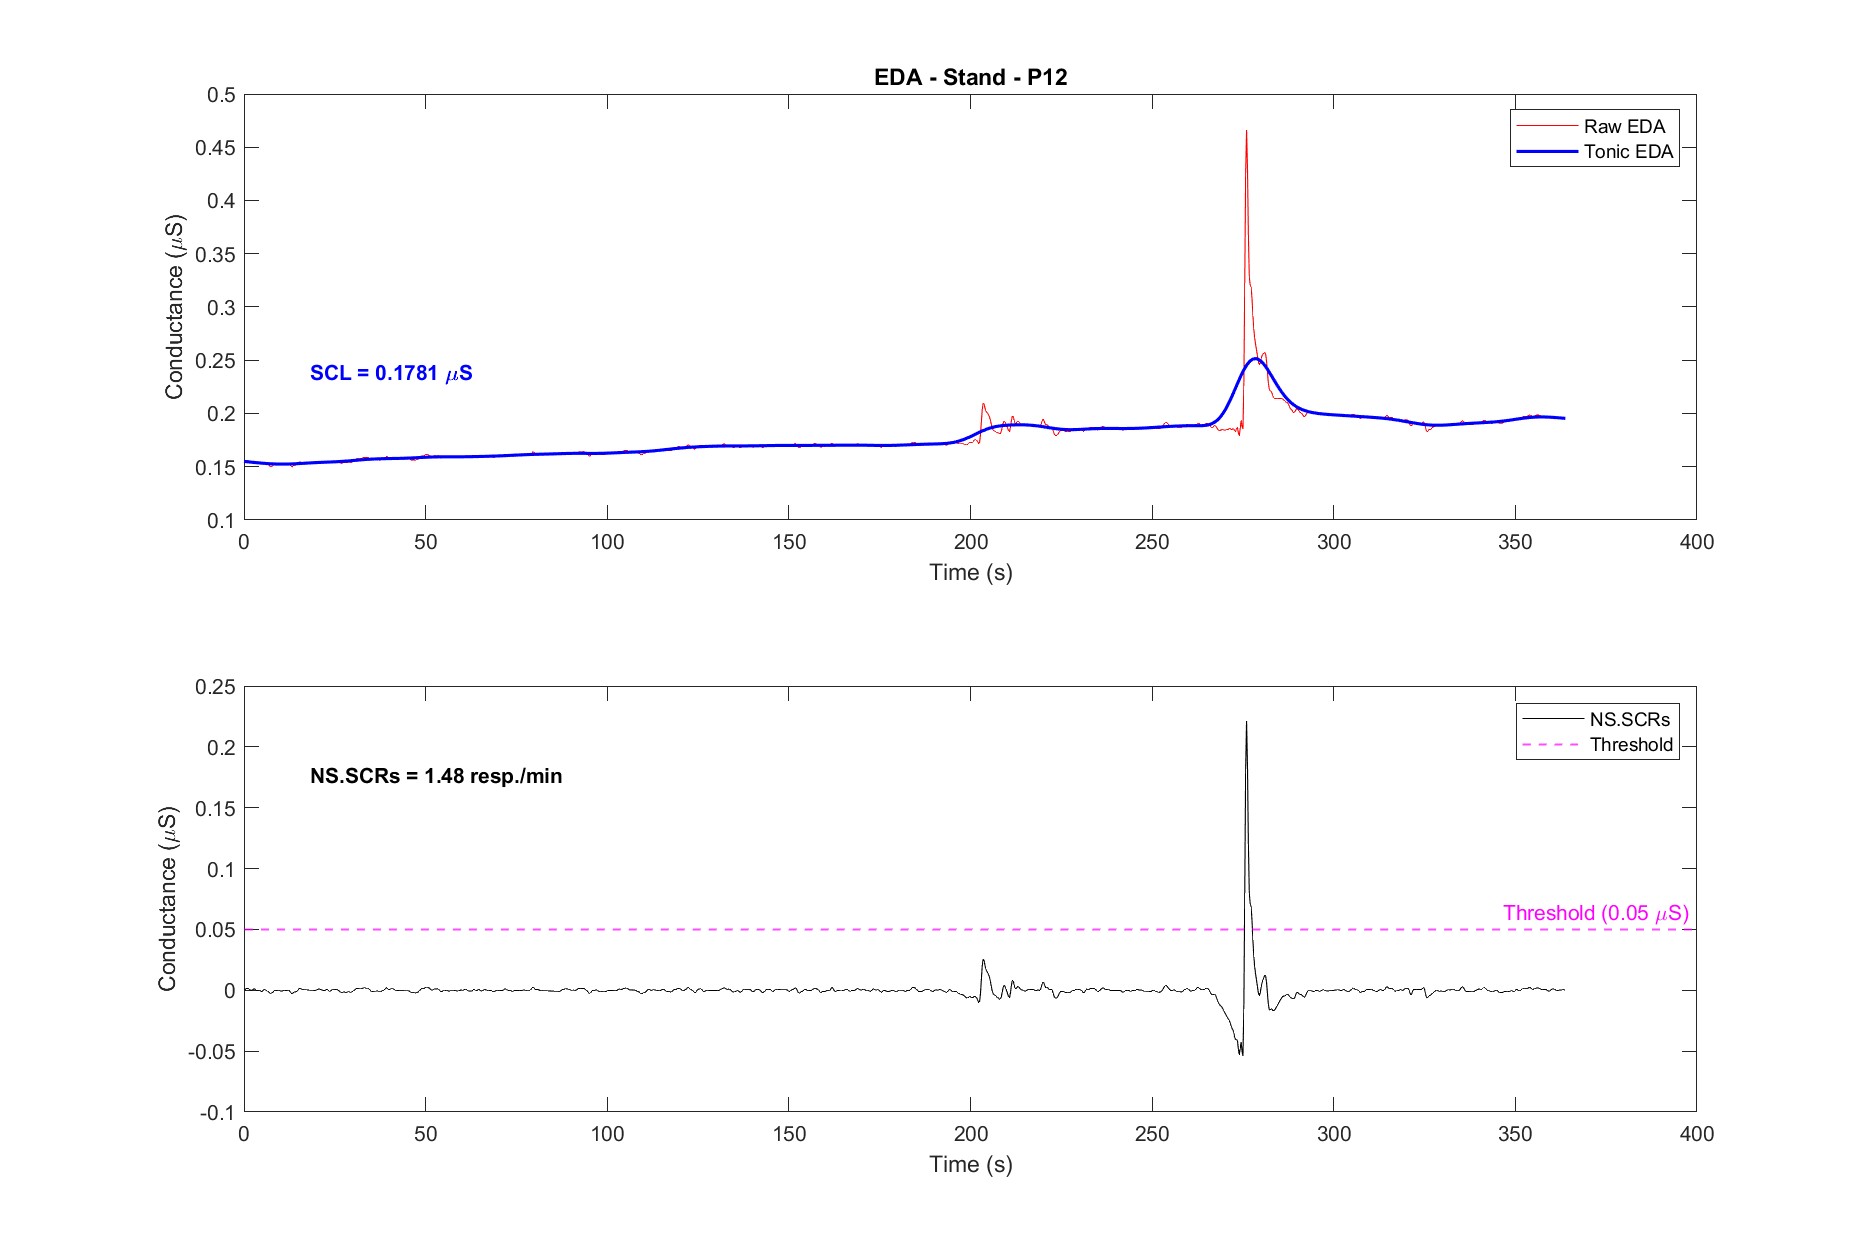 EDA - Stand - P12
0.5
0.45
0.4
0.35
0.3
0.25
0.2
0.15
0.1
Conductance (μS)
Raw EDA
Tonic EDA
SCL = 0.1781 μS
0 50 100 150 200 250 300 350 400
Time (s)
0.25
0.2
0.15
0.1
0.05
0
-0.05
-0.1
Conductance (μS)
NS.SCRs
Threshold
NS.SCRs = 1.48 resp./min
Threshold (0.05 μS)
0 50 100 150 200 250 300 350 400
Time (s)